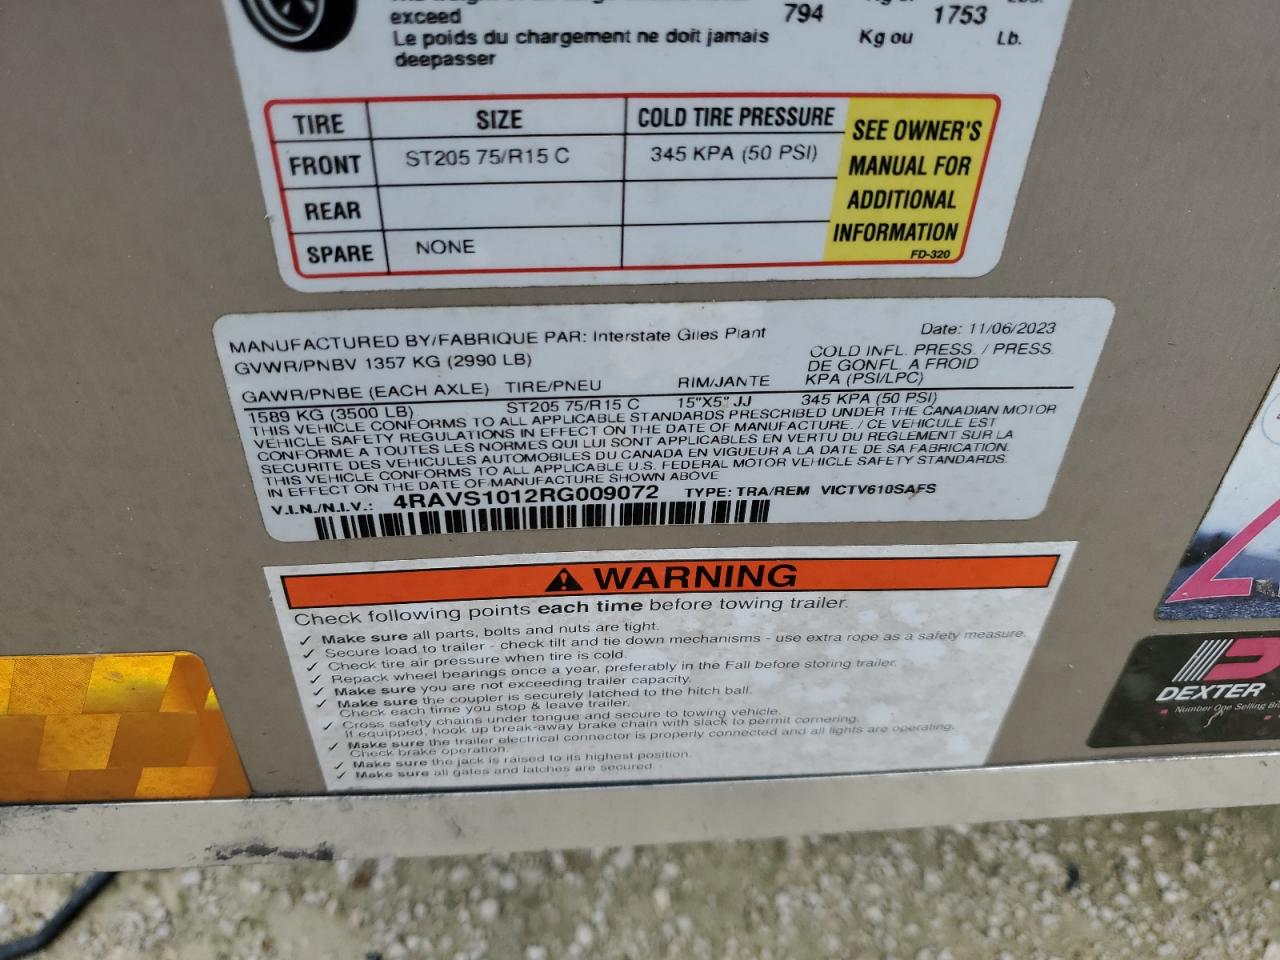 exceed 794 1753
Le poids du chargement ne doit jamais Kg ou Lb.
deepasser
TIRE SIZE COLD TIRE PRESSURE
FRONT ST205 75/R15 C 345 KPA (50 PSI)
REAR
SPARE NONE
SEE OWNER'S
MANUAL FOR
ADDITIONAL
INFORMATION
FD-320
MANUFACTURED BY/FABRIQUE PAR: Interstate Giles Plant Date: 11/06/2023
GVWR/PNBV 1357 KG (2990 LB) COLD INFL. PRESS. / PRESS.
DE GONFL. A FROID
GAWR/PNBE (EACH AXLE) TIRE/PNEU RIM/JANTE KPA (PSI/LPC)
1589 KG (3500 LB) ST205 75/R15 C 15"X5" JJ 345 KPA (50 PSI)
THIS VEHICLE CONFORMS TO ALL APPLICABLE STANDARDS PRESCRIBED UNDER THE CANADIAN MOTOR
VEHICLE SAFETY REGULATIONS IN EFFECT ON THE DATE OF MANUFACTURE. / CE VEHICULE EST
CONFORME A TOUTES LES NORMES QUI LUI SONT APPLICABLES EN VERTU DU REGLEMENT SUR LA
SECURITE DES VEHICULES AUTOMOBILES DU CANADA EN VIGUEUR A LA DATE DE SA FABRICATION.
THIS VEHICLE CONFORMS TO ALL APPLICABLE U.S. FEDERAL MOTOR VEHICLE SAFETY STANDARDS
IN EFFECT ON THE DATE OF MANUFACTURE SHOWN ABOVE
V.I.N./N.I.V.: 4RAVS1012RG009072 TYPE: TRA/REM VICTV610SAFS
WARNING
Check following points each time before towing trailer.
✓ Make sure all parts, bolts and nuts are tight.
✓ Secure load to trailer - check tilt and tie down mechanisms - use extra rope as a safety measure.
✓ Check tire air pressure when tire is cold.
✓ Repack wheel bearings once a year, preferably in the Fall before storing trailer.
✓ Make sure you are not exceeding trailer capacity.
✓ Make sure the coupler is securely latched to the hitch ball.
Check each time you stop & leave trailer.
✓ Cross safety chains under tongue and secure to towing vehicle.
If equipped, hook up break-away brake chain with slack to permit cornering.
✓ Make sure the trailer electrical connector is properly connected and all lights are operating.
Check brake operation.
✓ Make sure the jack is raised to its highest position.
✓ Make sure all gates and latches are secured.
DEXTER
Number One Selling